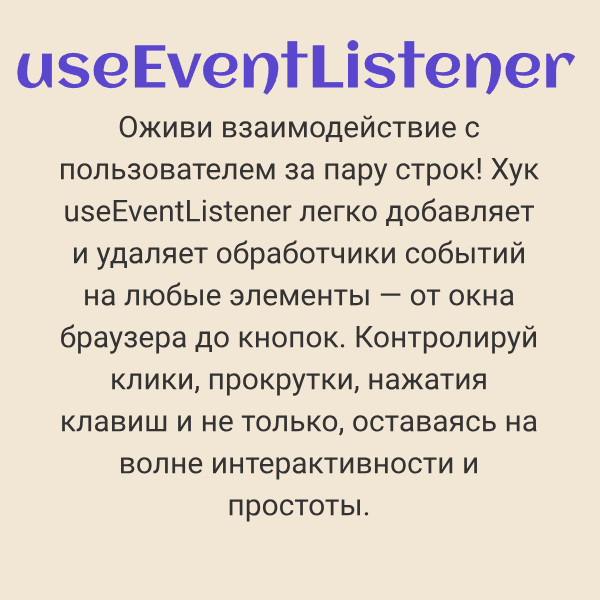 useEventListener
Оживи взаимодействие с
пользователем за пару строк! Хук
useEventListener легко добавляет
и удаляет обработчики событий
на любые элементы — от окна
браузера до кнопок. Контролируй
клики, прокрутки, нажатия
клавиш и не только, оставаясь на
волне интерактивности и
простоты.